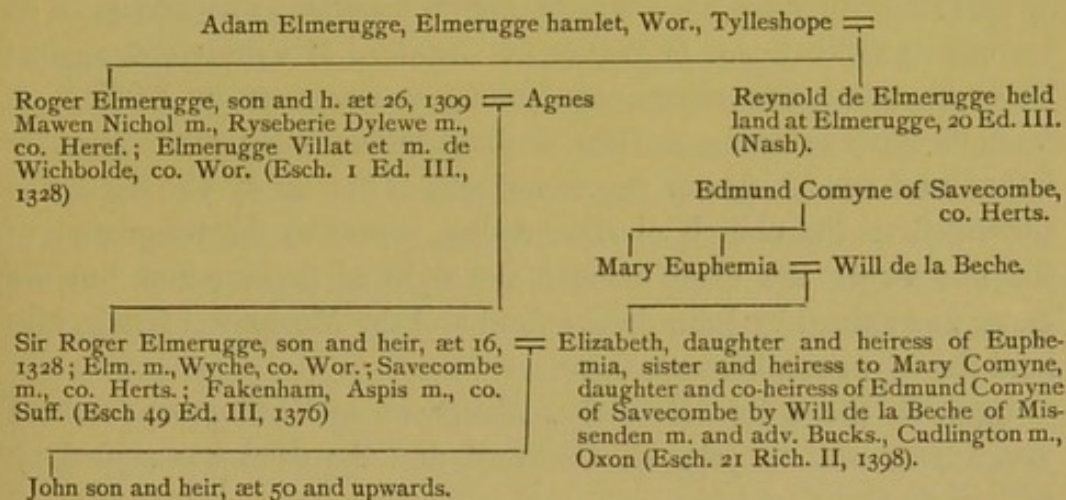 Adam Elmerugge, Elmerugge hamlet, Wor., Tylleshope
Roger Elmerugge, son and h. æt 26, 1309
Mawen Nichol m., Ryseberie Dylewe m.,
co. Heref.; Elmerugge Villat et m. de
Wichbolde, co. Wor. (Esch. 1 Ed. III.,
1328)
Agnes
Reynold de Elmerugge held
land at Elmerugge, 20 Ed. III.
(Nash).
Edmund Comyne of Savecombe,
co. Herts.
Mary Euphemia
Will de la Beche.
Sir Roger Elmerugge, son and heir, æt 16,
1328; Elm. m., Wyche, co. Wor.; Savecombe
m., co. Herts.; Fakenham, Aspis m., co.
Suff. (Esch 49 Ed. III, 1376)
Elizabeth, daughter and heiress of Euphe-
mia, sister and heiress to Mary Comyne,
daughter and co-heiress of Edmund Comyne
of Savecombe by Will de la Beche of Mis-
senden m. and adv. Bucks., Cudlington m.,
Oxon (Esch. 21 Rich. II, 1398).
John son and heir, æt 50 and upwards.